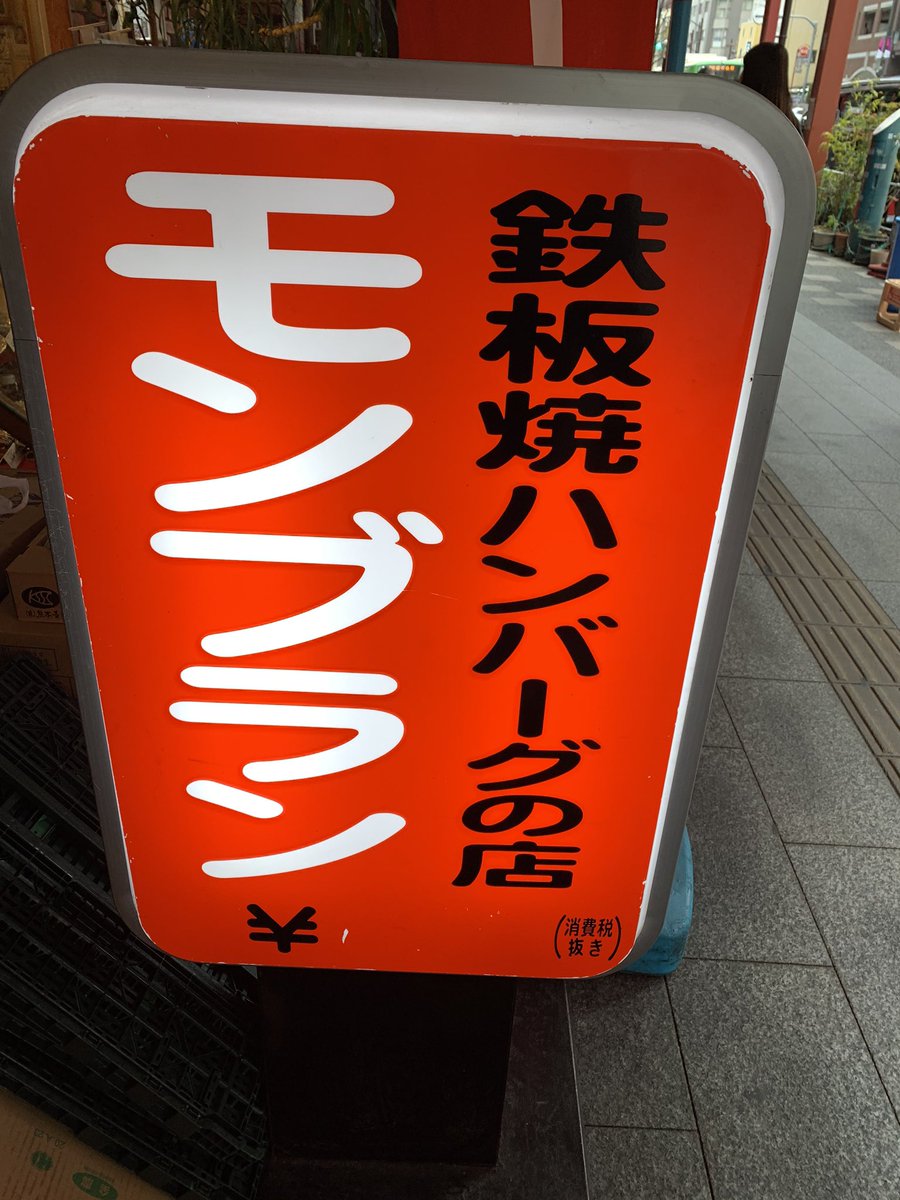 鉄板焼ハンバーグの店
モンブラン
(消費税
抜き)